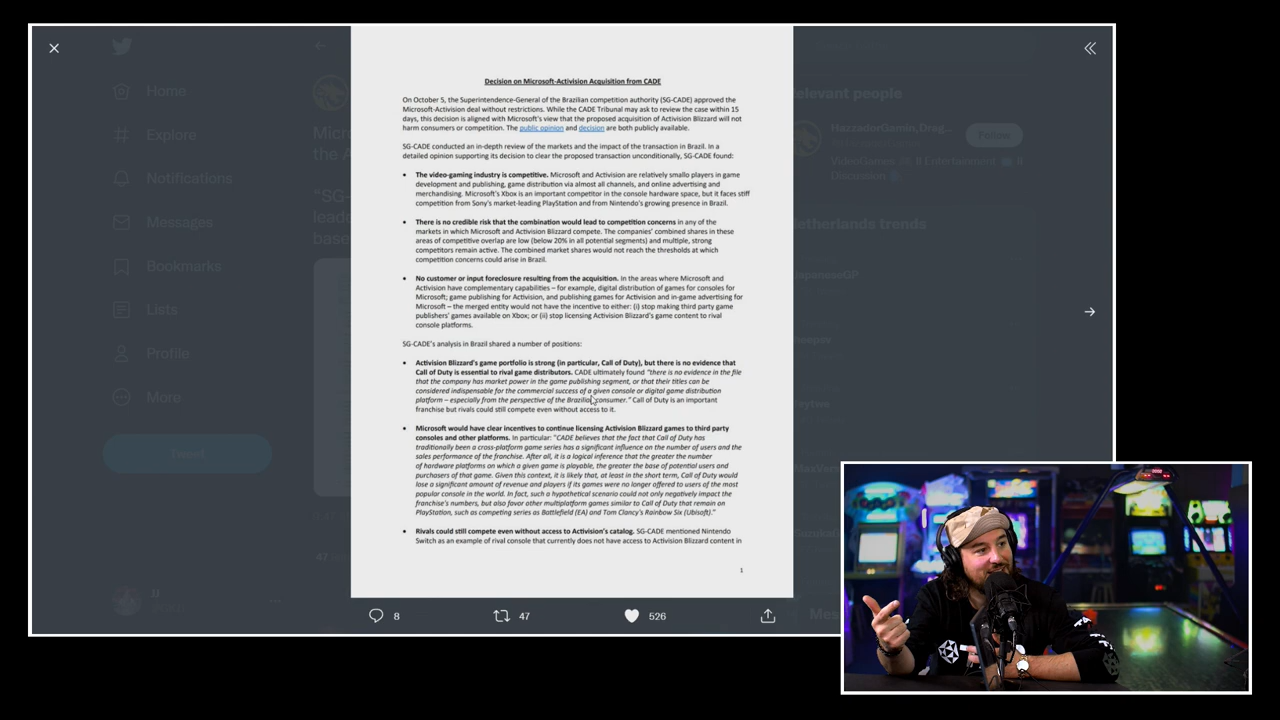 Home
Explore
Notifications
Messages
Bookmarks
Lists
Profile
More
Tweet
Decision on Microsoft-Activision Acquisition from CADE
On October 5, the Superintendence-General of the Brazilian competition authority (SG-CADE) approved the
Microsoft-Activision deal without restrictions. While the CADE Tribunal may ask to review the case within 15
days, this decision is aligned with Microsoft's view that the proposed acquisition of Activision Blizzard will not
harm consumers or competition. The public opinion and decision are both publicly available.
SG-CADE conducted an in-depth review of the markets and the impact of the transaction in Brazil. In a
detailed opinion supporting its decision to clear the proposed transaction unconditionally, SG-CADE found:
• The video-gaming industry is competitive. Microsoft and Activision are relatively small players in game
development and publishing, game distribution via almost all channels, and online advertising and
merchandising. Microsoft's Xbox is an important competitor in the console hardware space, but it faces stiff
competition from Sony's market-leading PlayStation and from Nintendo's growing presence in Brazil.
• There is no credible risk that the combination would lead to competition concerns in any of the
markets in which Microsoft and Activision Blizzard compete. The companies' combined shares in these
areas of competitive overlap are low (below 20% in all potential segments) and multiple, strong
competitors remain active. The combined market shares would not reach the thresholds at which
competition concerns could arise in Brazil.
• No customer or input foreclosure resulting from the acquisition. In the areas where Microsoft and
Activision have complementary capabilities – for example, digital distribution of games for consoles for
Microsoft; game publishing for Activision, and publishing games for Activision and in-game advertising for
Microsoft – the merged entity would not have the incentive to either: (i) stop making third party game
publishers' games available on Xbox; or (ii) stop licensing Activision Blizzard's game content to rival
console platforms.
SG-CADE's analysis in Brazil shared a number of positions:
• Activision Blizzard's game portfolio is strong (in particular, Call of Duty), but there is no evidence that
Call of Duty is essential to rival game distributors. CADE ultimately found "there is no evidence in the file
that the company has market power in the game publishing segment, or that their titles can be
considered indispensable for the commercial success of a given console or digital game distribution
platform – especially from the perspective of the Brazilian consumer." Call of Duty is an important
franchise but rivals could still compete even without access to it.
• Microsoft would have clear incentives to continue licensing Activision Blizzard games to third party
consoles and other platforms. In particular: "CADE believes that the fact that Call of Duty has
traditionally been a cross-platform game series has a significant influence on the number of users and the
sales performance of the franchise. After all, it is a logical inference that the greater the number
of hardware platforms on which a given game is playable, the greater the base of potential users and
purchasers of that game. Given this context, it is likely that, at least in the short term, Call of Duty would
lose a significant amount of revenue and players if its games were no longer offered to users of the most
popular console in the world. In fact, such a hypothetical scenario could not only negatively impact the
franchise's numbers, but also favor other multiplatform games similar to Call of Duty that remain on
PlayStation, such as competing series as Battlefield (EA) and Tom Clancy's Rainbow Six (Ubisoft)."
• Rivals could still compete even without access to Activision's catalog. SG-CADE mentioned Nintendo
Switch as an example of rival console that currently does not have access to Activision Blizzard content in
1
8
47
526
elevant people
HazzadorGamin, Drag...
Follow
etherlands trends